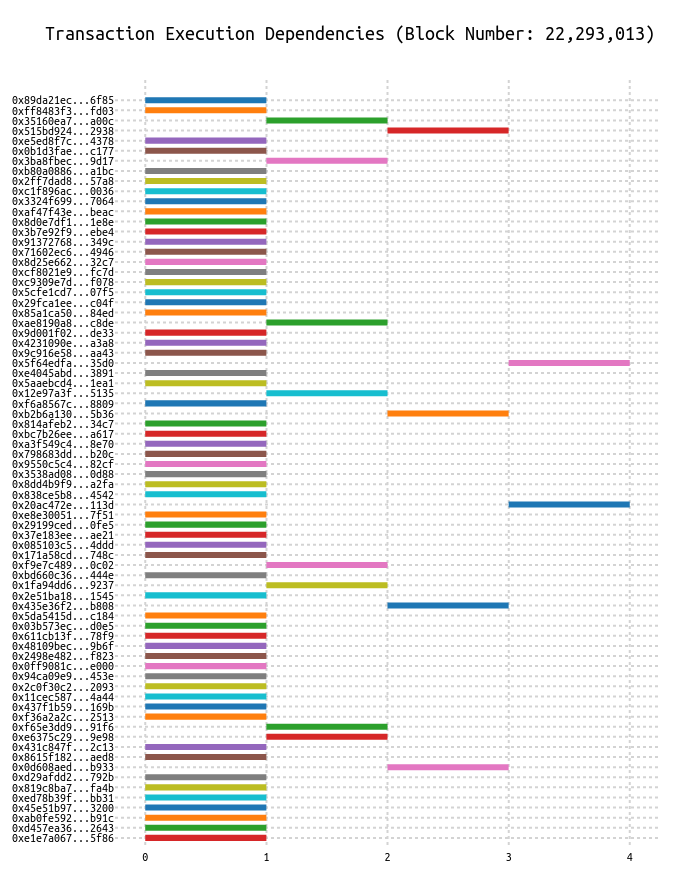 Transaction Execution Dependencies (Block Number: 22,293,013)
0x89da21ec...6f85
0xff8483f3...fd03
0x35160ea7...a00c
0x515bd924...2938
0xe5ed8f7c...4378
0x0b1d3fae...c177
0x3ba8fbec...9d17
0xb80a0886...a1bc
0x2ff7dad8...57a8
0xc1f896ac...0036
0x3324f699...7064
0xaf47f43e...beac
0x8d0e7df1...1e8e
0x3b7e92f9...ebe4
0x91372768...349c
0x71602ec6...4946
0x8d25e662...32c7
0xcf8021e9...fc7d
0xc9309e7d...f078
0x5cfe1cd7...07f5
0x29fca1ee...c04f
0x85a1ca50...84ed
0xae8190a8...c8de
0x9d001f02...de33
0x4231090e...a3a8
0x9c916e58...aa43
0x5f64edfa...35d0
0xe4045abd...3891
0x5aaebcd4...1ea1
0x12e97a3f...5135
0xf6a8567c...8809
0xb2b6a130...5b36
0x814afeb2...34c7
0xbc7b26ee...a617
0xa3f549c4...8e70
0x798683dd...b20c
0x9550c5c4...82cf
0x3538ad08...0d88
0x8dd4b9f9...a2fa
0x838ce5b8...4542
0x20ac472e...113d
0xe8e30051...7f51
0x29199ced...0fe5
0x37e183ee...ae21
0x085103c5...4ddd
0x171a58cd...748c
0xf9e7c489...0c02
0xbd660c36...444e
0x1fa94dd6...9237
0x2e51ba18...1545
0x435e36f2...b808
0x5da5415d...c184
0x03b573ec...d0e5
0x611cb13f...78f9
0x48109bec...9b6f
0x2498e482...f823
0x0ff9081c...e000
0x94ca09e9...453e
0x2c0f30c2...2093
0x11cec587...4a44
0x437f1b59...169b
0xf36a2a2c...2513
0xf65e3dd9...91f6
0xe6375c29...9e98
0x431c847f...2c13
0x8615f182...aed8
0x0d608aed...b933
0xd29afdd2...792b
0x819c8ba7...fa4b
0xed78b39f...bb31
0x45e51b97...3200
0xab0fe592...b91c
0xd457ea36...2643
0xe1e7a067...5f86
0 1 2 3 4